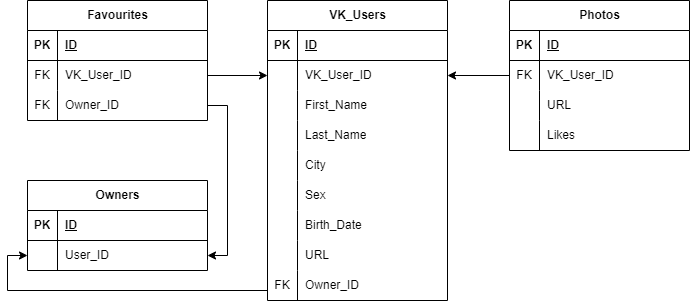 Favourites
PK ID
FK VK_User_ID
FK Owner_ID
VK_Users
PK ID
VK_User_ID
First_Name
Last_Name
City
Sex
Birth_Date
URL
FK Owner_ID
Photos
PK ID
FK VK_User_ID
URL
Likes
Owners
PK ID
User_ID